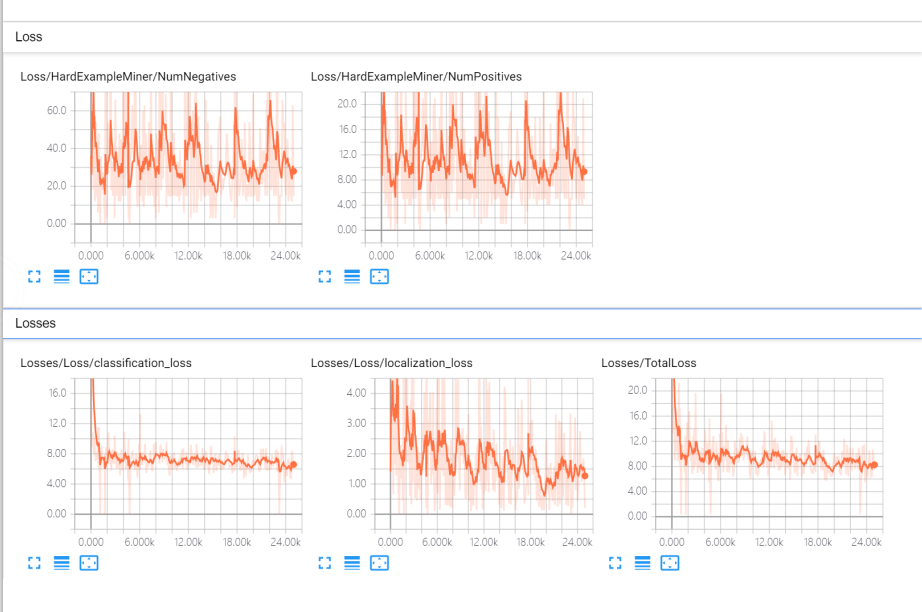 Loss
Loss/HardExampleMiner/NumNegatives
Loss/HardExampleMiner/NumPositives
60.0
40.0
20.0
0.00
0.000 6.000k 12.00k 18.00k 24.00k
20.0
16.0
12.0
8.00
4.00
0.00
0.000 6.000k 12.00k 18.00k 24.00k
Losses
Losses/Loss/classification_loss
Losses/Loss/localization_loss
Losses/TotalLoss
16.0
12.0
8.00
4.00
0.00
0.000 6.000k 12.00k 18.00k 24.00k
4.00
3.00
2.00
1.00
0.00
0.000 6.000k 12.00k 18.00k 24.00k
20.0
16.0
12.0
8.00
4.00
0.00
0.000 6.000k 12.00k 18.00k 24.00k